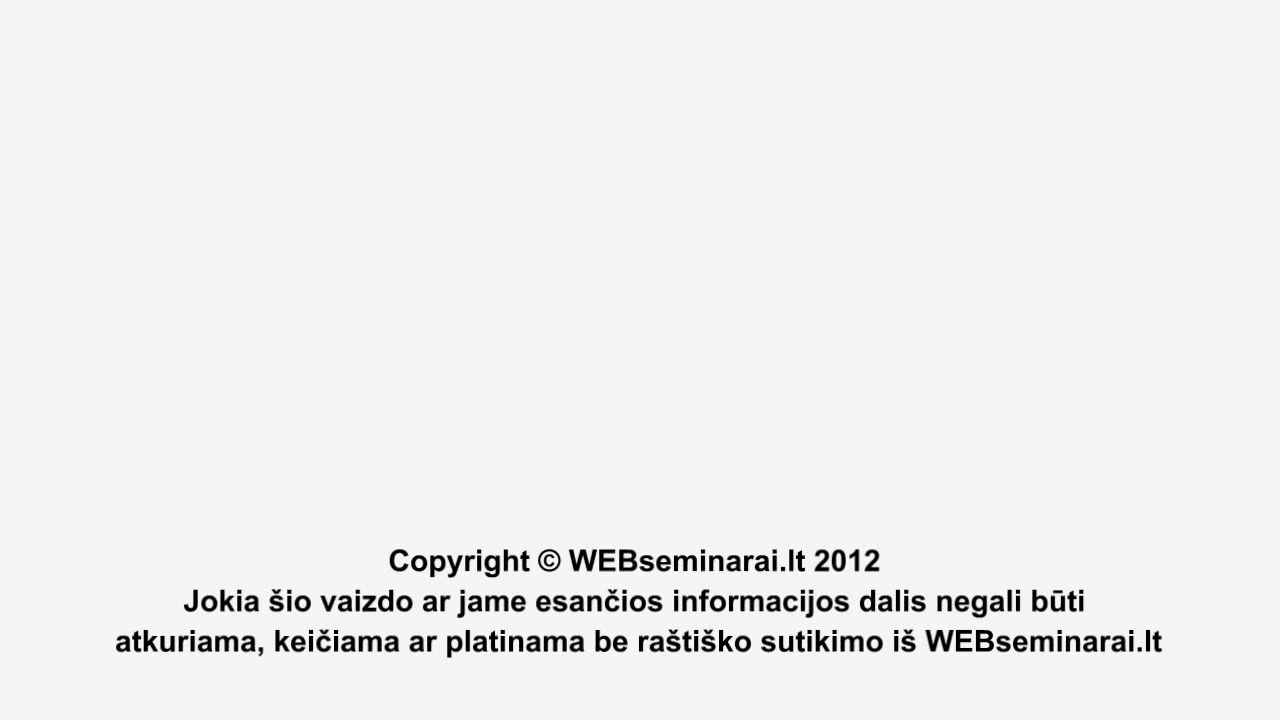 Copyright © WEBseminarai.lt 2012
Jokia šio vaizdo ar jame esančios informacijos dalis negali būti
atkuriama, keičiama ar platinama be raštiško sutikimo iš WEBseminarai.lt